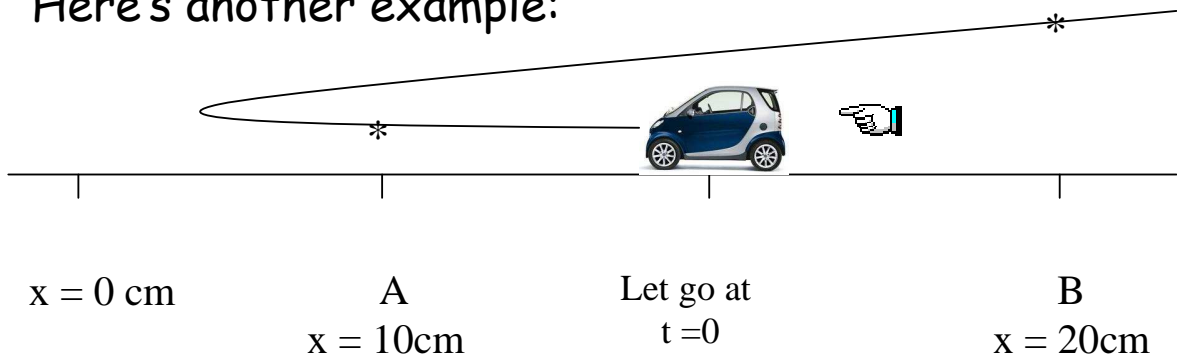 Here's another example:
*
*
x = 0 cm
A
x = 10cm
Let go at
t =0
B
x = 20cm